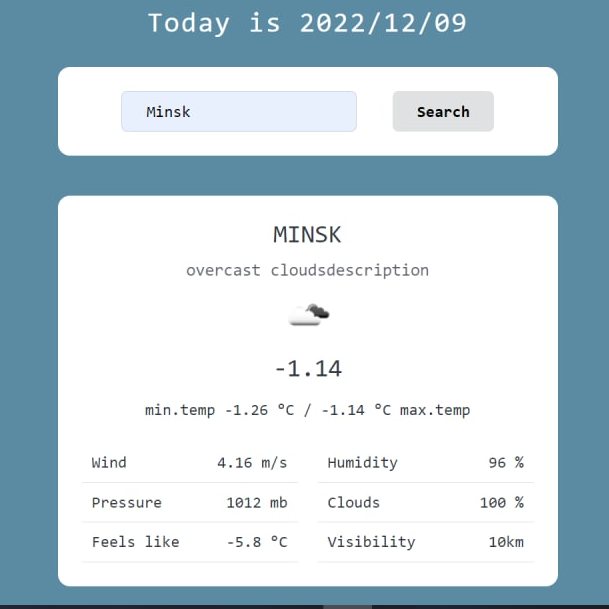 Today is 2022/12/09
Minsk
Search
MINSK
overcast cloudsdescription
-1.14
min.temp -1.26 °C / -1.14 °C max.temp
Wind 4.16 m/s Humidity 96 %
Pressure 1012 mb Clouds 100 %
Feels like -5.8 °C Visibility 10km